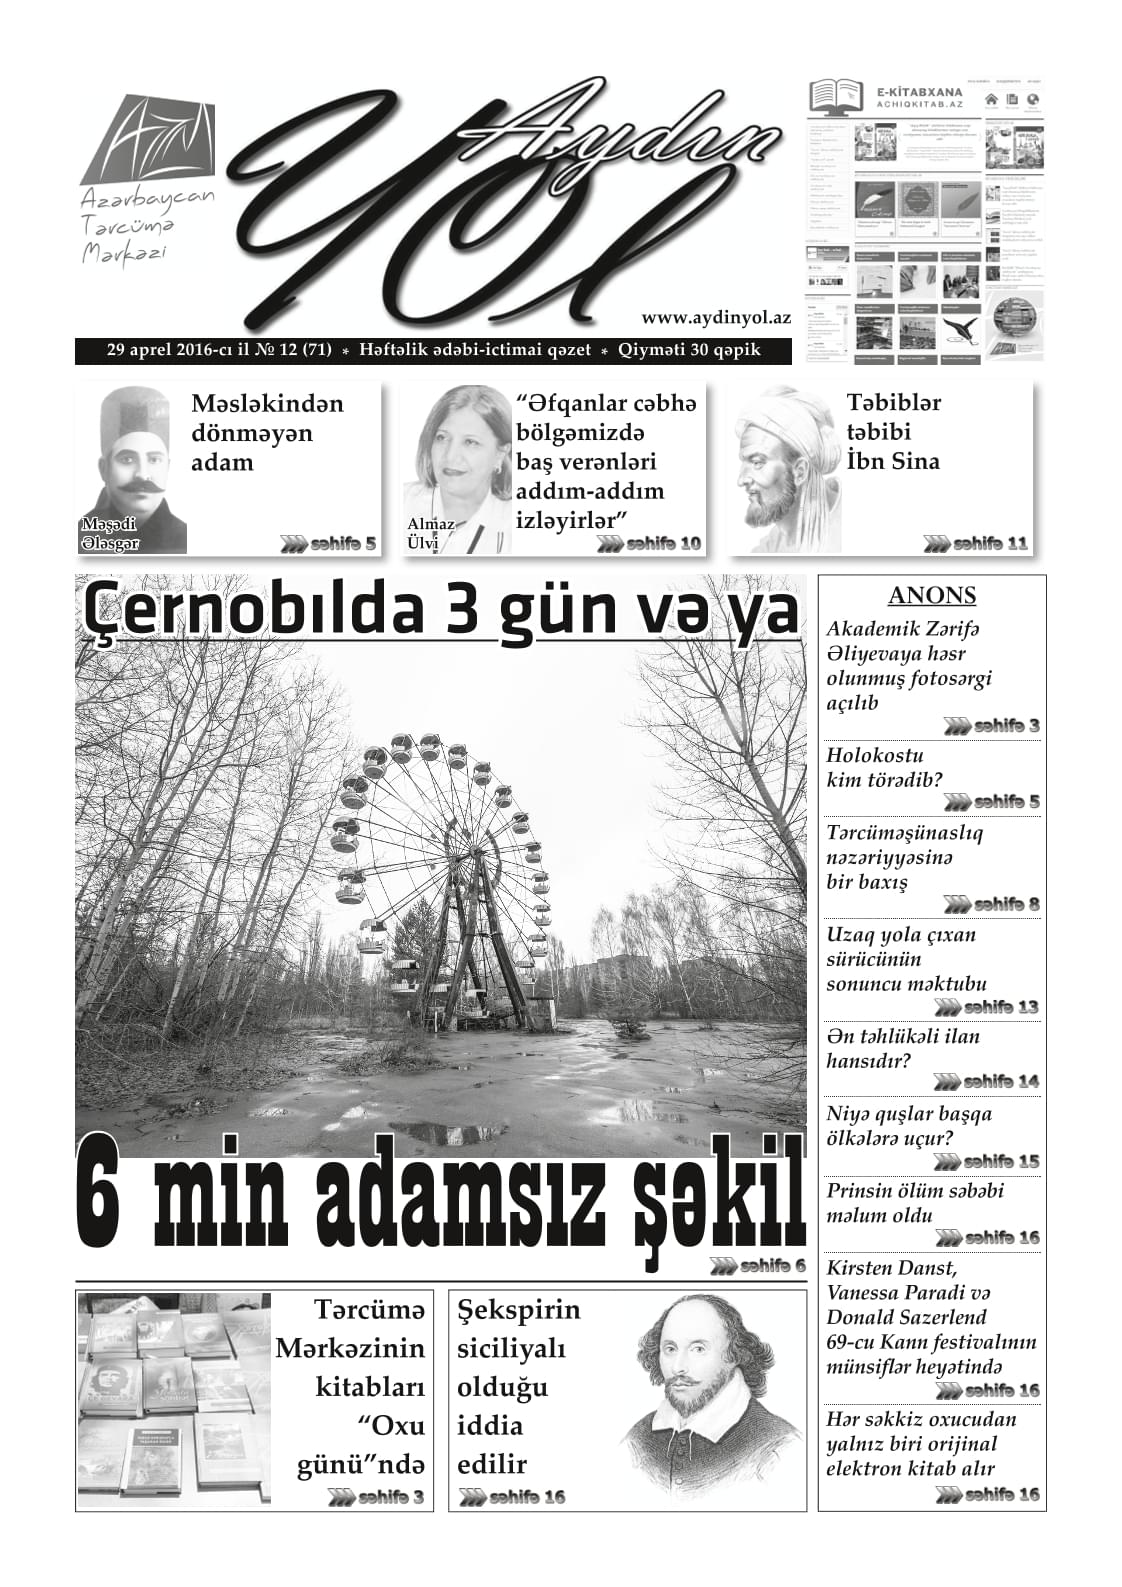 Azərbaycan
Tərcümə
Mərkəzi
Aydın
Yol
www.aydinyol.az
E-KİTABXANA
ACHIQKITAB.AZ
29 aprel 2016-cı il № 12 (71) * Həftəlik ədəbi-ictimai qəzet * Qiyməti 30 qəpik
Məsləkindən
dönməyən
adam
Məşədi
Ələsgər
səhifə 5
“Əfqanlar cəbhə
bölgəmizdə
baş verənləri
addım-addım
izləyirlər”
Almaz
Ülvi
səhifə 10
Təbiblər
təbibi
İbn Sina
səhifə 11
Çernobılda 3 gün və ya
6 min adamsız şəkil
səhifə 6
Tərcümə
Mərkəzinin
kitabları
“Oxu
günü”ndə
səhifə 3
Şekspirin
siciliyalı
olduğu
iddia
edilir
səhifə 16
ANONS
Akademik Zərifə
Əliyevaya həsr
olunmuş fotosərgi
açılıb
səhifə 3
Holokostu
kim törədib?
səhifə 5
Tərcüməşünaslıq
nəzəriyyəsinə
bir baxış
səhifə 8
Uzaq yola çıxan
sürücünün
sonuncu məktubu
səhifə 13
Ən təhlükəli ilan
hansıdır?
səhifə 14
Niyə quşlar başqa
ölkələrə uçur?
səhifə 15
Prinsin ölüm səbəbi
məlum oldu
səhifə 16
Kirsten Danst,
Vanessa Paradi və
Donald Sazerlend
69-cu Kann festivalının
münsiflər heyətində
səhifə 16
Hər səkkiz oxucudan
yalnız biri orijinal
elektron kitab alır
səhifə 16